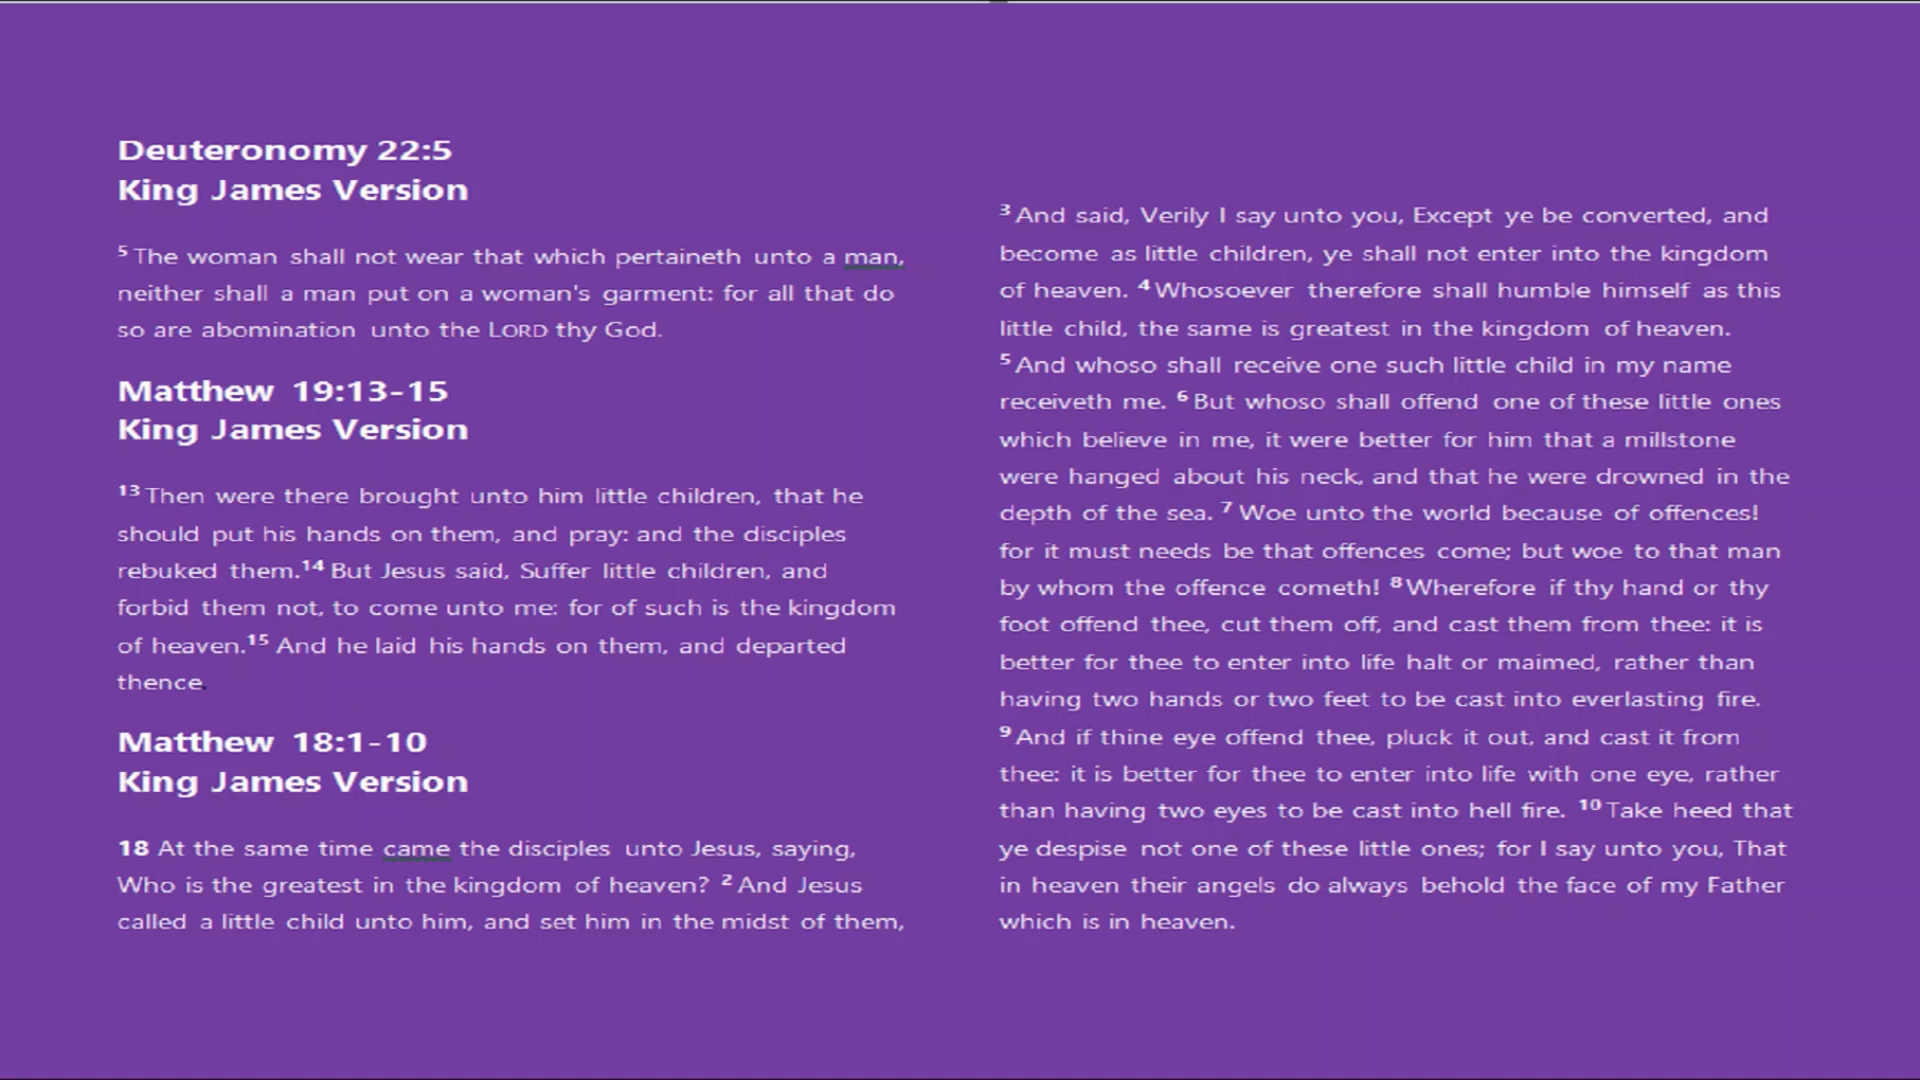 Deuteronomy 22:5
King James Version
5 The woman shall not wear that which pertaineth unto a man,
neither shall a man put on a woman's garment: for all that do
so are abomination unto the LORD thy God.
Matthew 19:13-15
King James Version
13 Then were there brought unto him little children, that he
should put his hands on them, and pray: and the disciples
rebuked them.14 But Jesus said, Suffer little children, and
forbid them not, to come unto me: for of such is the kingdom
of heaven.15 And he laid his hands on them, and departed
thence.
Matthew 18:1-10
King James Version
18 At the same time came the disciples unto Jesus, saying,
Who is the greatest in the kingdom of heaven? 2 And Jesus
called a little child unto him, and set him in the midst of them,
3 And said, Verily I say unto you, Except ye be converted, and
become as little children, ye shall not enter into the kingdom
of heaven. 4 Whosoever therefore shall humble himself as this
little child, the same is greatest in the kingdom of heaven.
5 And whoso shall receive one such little child in my name
receiveth me. 6 But whoso shall offend one of these little ones
which believe in me, it were better for him that a millstone
were hanged about his neck, and that he were drowned in the
depth of the sea. 7 Woe unto the world because of offences!
for it must needs be that offences come; but woe to that man
by whom the offence cometh! 8 Wherefore if thy hand or thy
foot offend thee, cut them off, and cast them from thee: it is
better for thee to enter into life halt or maimed, rather than
having two hands or two feet to be cast into everlasting fire.
9 And if thine eye offend thee, pluck it out, and cast it from
thee: it is better for thee to enter into life with one eye, rather
than having two eyes to be cast into hell fire. 10 Take heed that
ye despise not one of these little ones; for I say unto you, That
in heaven their angels do always behold the face of my Father
which is in heaven.